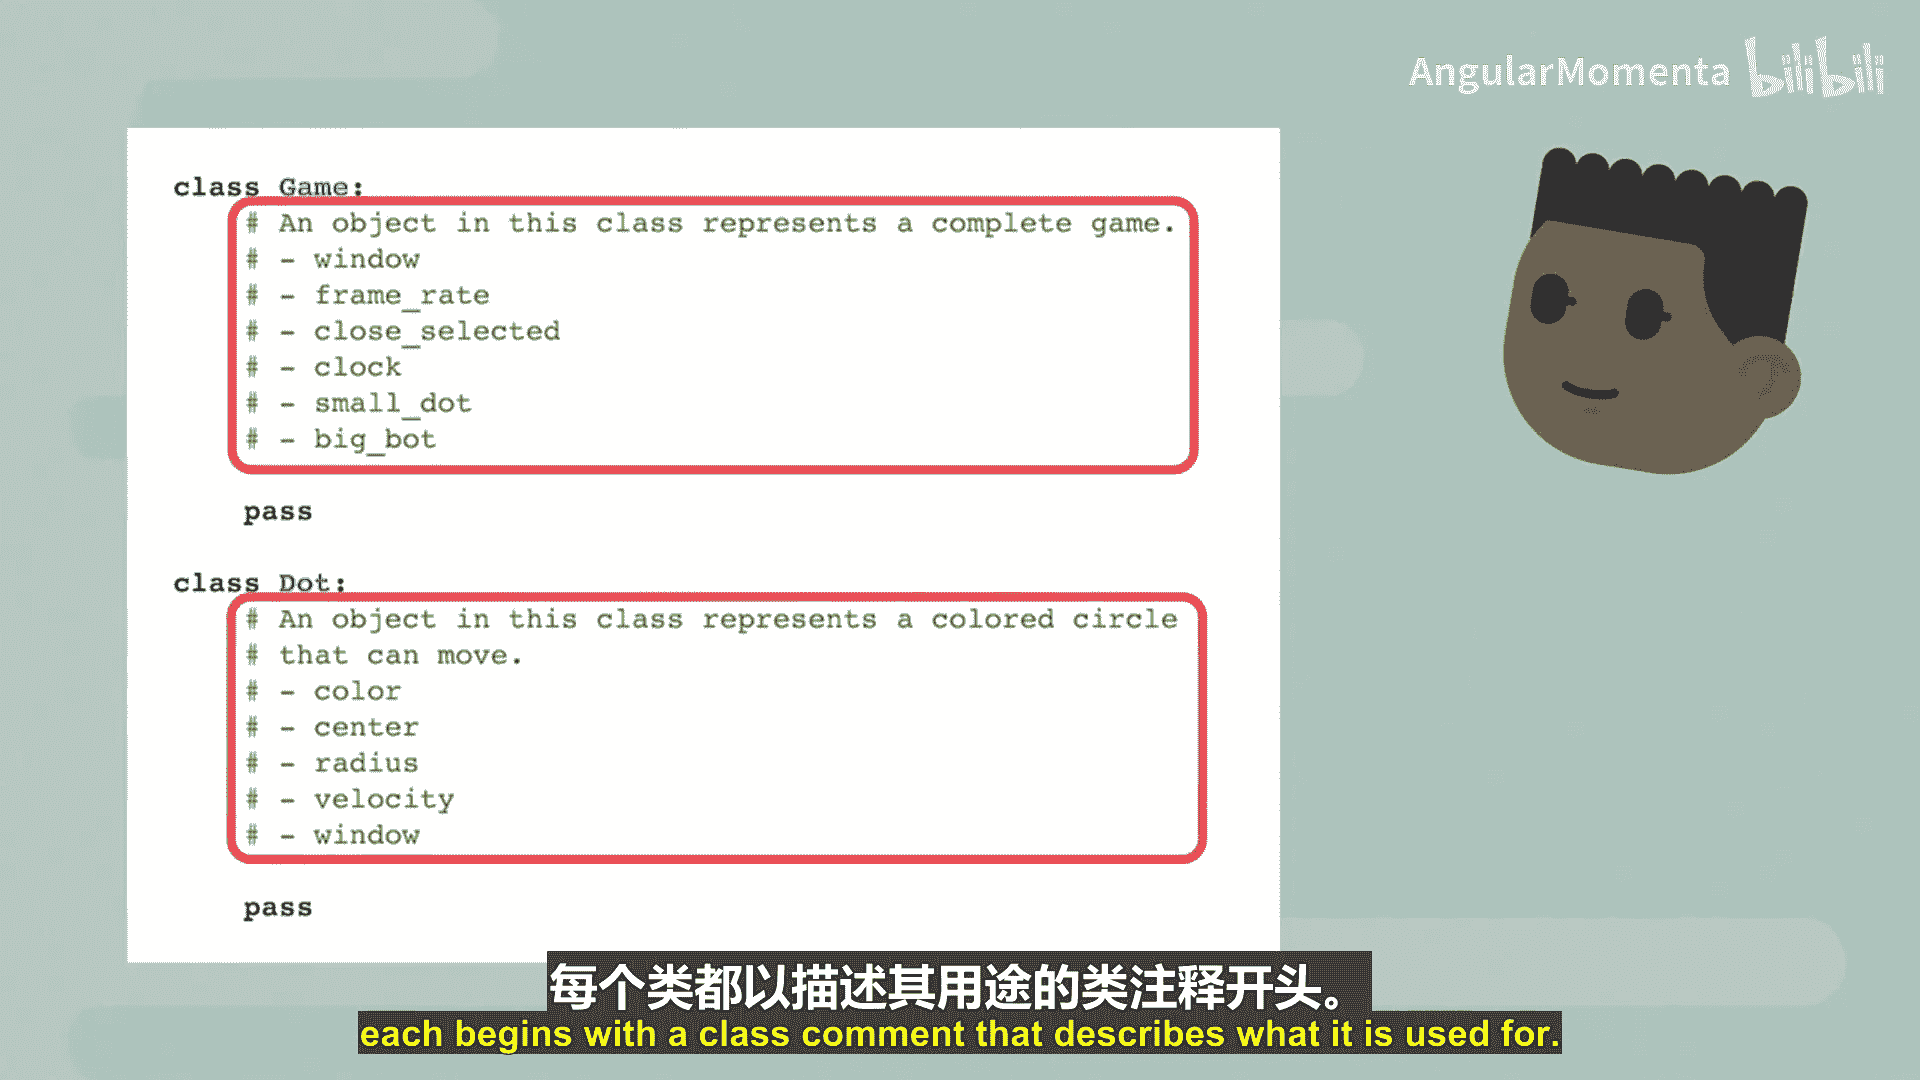 AngularMomenta bilibili
class Game:
# An object in this class represents a complete game.
# - window
# - frame_rate
# - close_selected
# - clock
# - small_dot
# - big_bot
pass
class Dot:
# An object in this class represents a colored circle
# that can move.
# - color
# - center
# - radius
# - velocity
# - window
pass
每个类都以描述其用途的类注释开头。
each begins with a class comment that describes what it is used for.